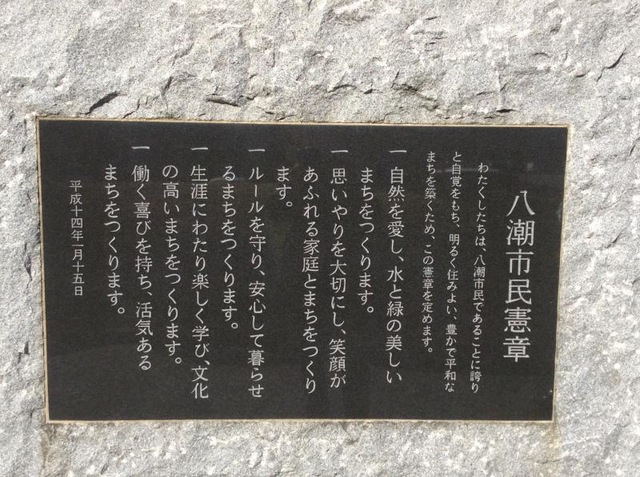 八潮市民憲章
わたくしたちは、八潮市民であることに誇り
と自覚をもち、明るく住みよい、豊かで平和な
まちを築くため、この憲章を定めます。
一 自然を愛し、水と緑の美しい
まちをつくります。
一 思いやりを大切にし、笑顔が
あふれる家庭とまちをつくり
ます。
一 ルールを守り、安心して暮らせ
るまちをつくります。
一 生涯にわたり楽しく学び、文化
の高いまちをつくります。
一 働く喜びを持ち、活気ある
まちをつくります。
平成十四年一月十五日